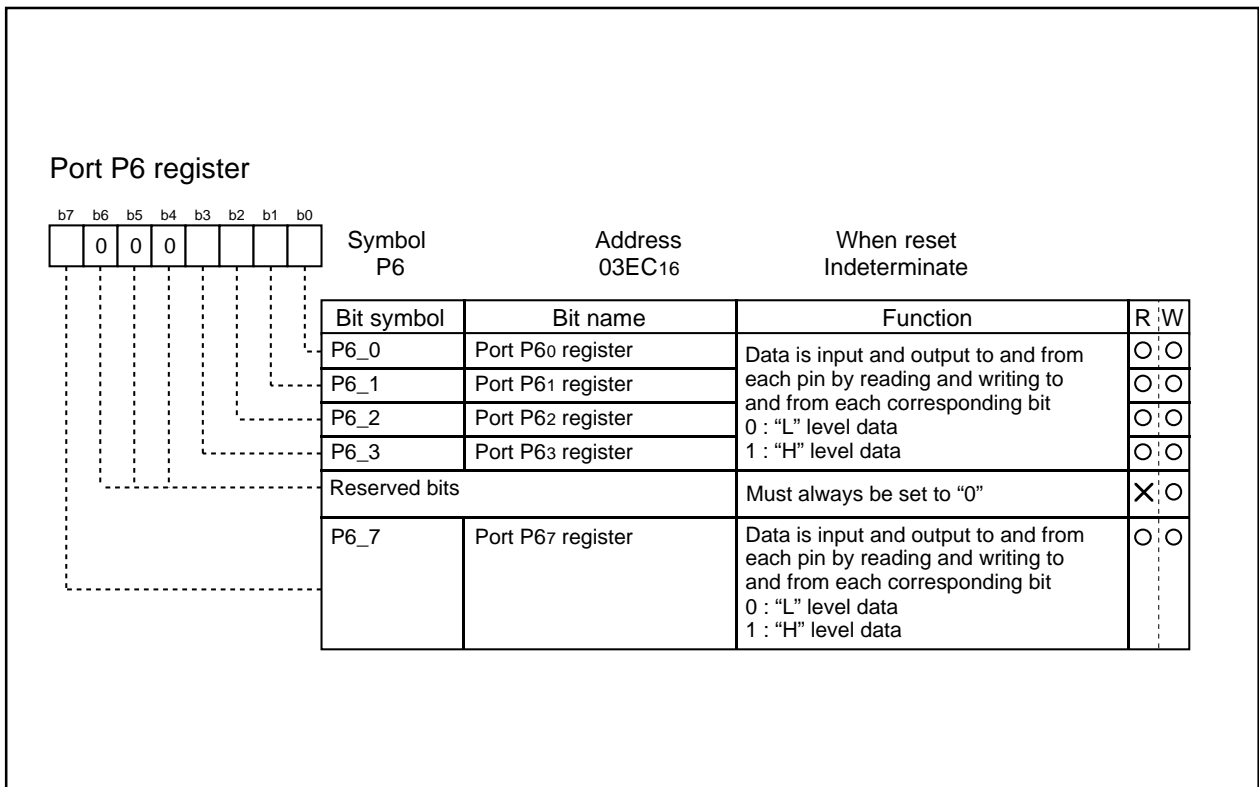 Port P6 register
b7 b6 b5 b4 b3 b2 b1 b0
0 0 0
Symbol Address When reset
P6 03EC16 Indeterminate
Bit symbol Bit name Function R W
P6_0 Port P60 register
P6_1 Port P61 register
P6_2 Port P62 register
P6_3 Port P63 register
Data is input and output to and from
each pin by reading and writing to
and from each corresponding bit
0 : “L” level data
1 : “H” level data
Reserved bits Must always be set to “0”
P6_7 Port P67 register
Data is input and output to and from
each pin by reading and writing to
and from each corresponding bit
0 : “L” level data
1 : “H” level data